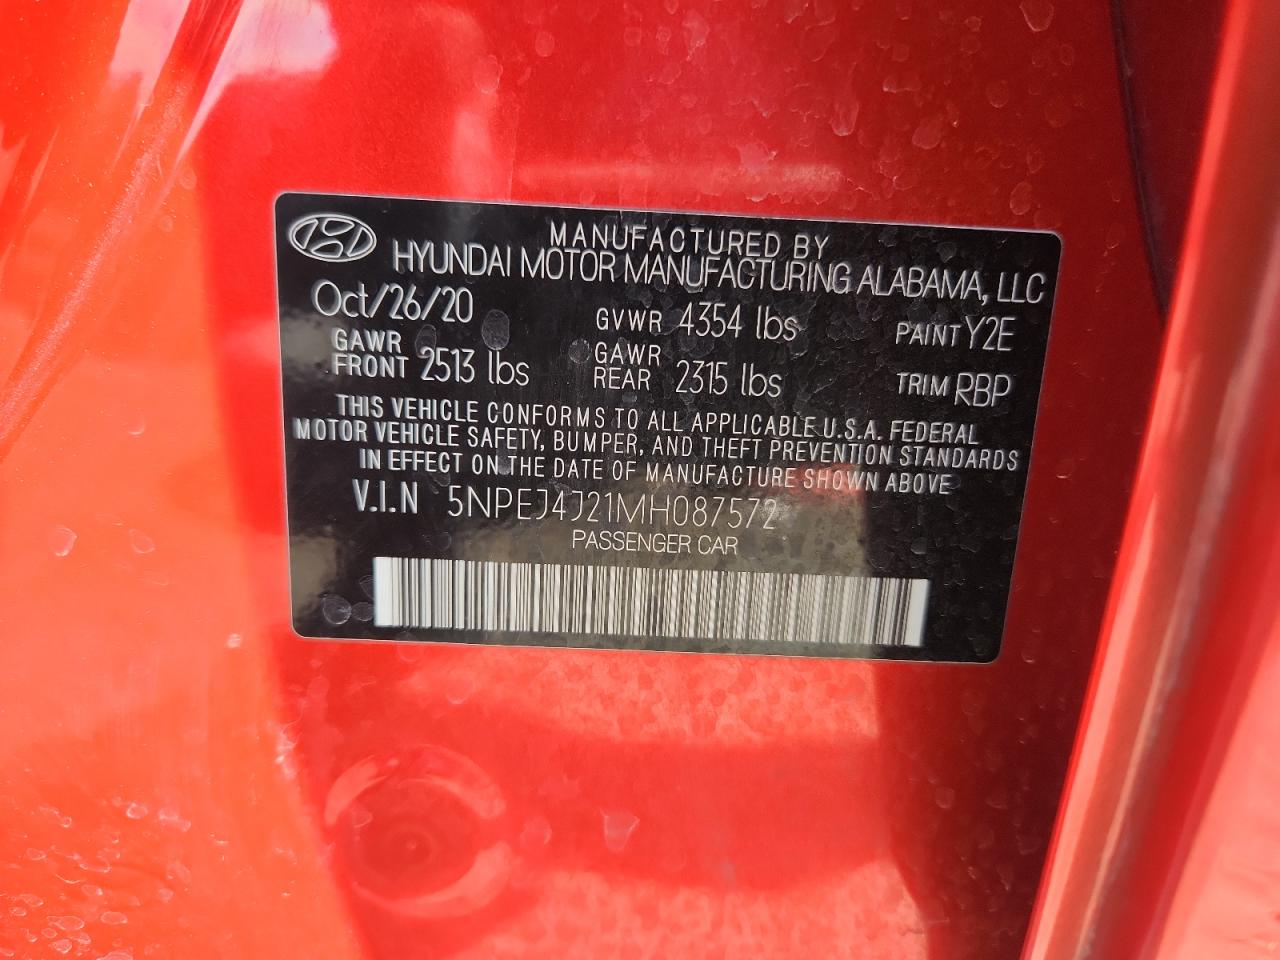 MANUFACTURED BY
HYUNDAI MOTOR MANUFACTURING ALABAMA, LLC
Oct/26/20 GVWR 4354 lbs PAINT Y2E
GAWR FRONT 2513 lbs GAWR REAR 2315 lbs TRIM RBP
THIS VEHICLE CONFORMS TO ALL APPLICABLE U.S.A. FEDERAL
MOTOR VEHICLE SAFETY, BUMPER, AND THEFT PREVENTION STANDARDS
IN EFFECT ON THE DATE OF MANUFACTURE SHOWN ABOVE
V.I.N 5NPEJ4J21MH087572
PASSENGER CAR